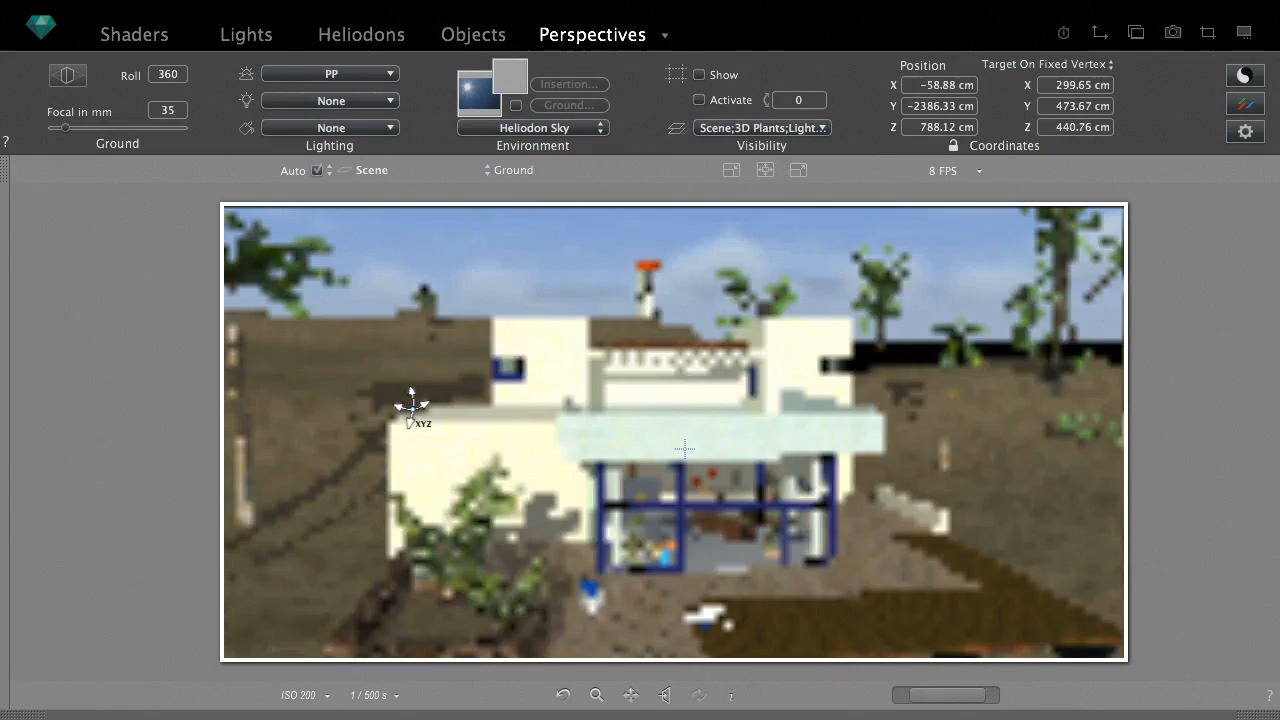 Shaders Lights Heliodons Objects Perspectives
Position Target On Fixed Vertex
Roll 360 PP Insertion... Show X -58.88 cm X 299.65 cm
Focal in mm 35 None Ground... Activate 0 Y -2386.33 cm Y 473.67 cm
? None Heliodon Sky Scene;3D Plants;Light.. Z 788.12 cm Z 440.76 cm
Ground Lighting Environment Visibility Coordinates
Auto Scene Ground 8 FPS
XYZ
ISO 200 1 / 500 s i ?